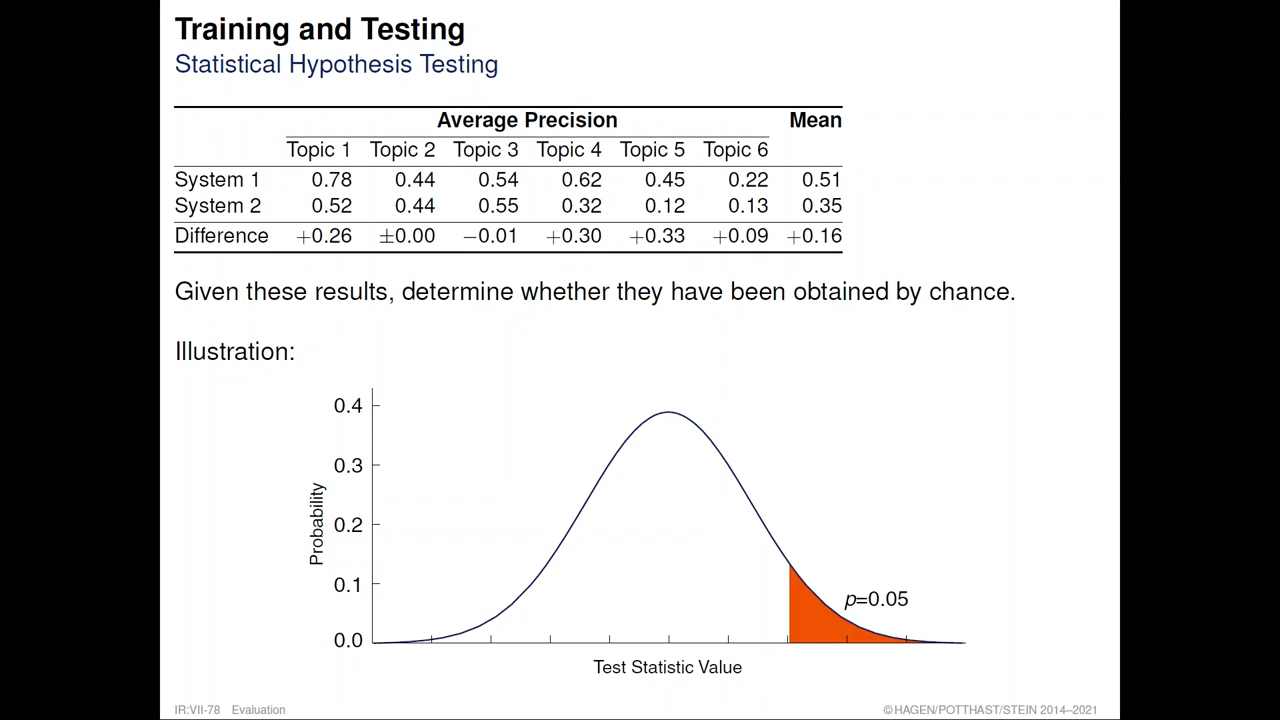 Training and Testing
Statistical Hypothesis Testing
Average Precision Mean
Topic 1 Topic 2 Topic 3 Topic 4 Topic 5 Topic 6
System 1 0.78 0.44 0.54 0.62 0.45 0.22 0.51
System 2 0.52 0.44 0.55 0.32 0.12 0.13 0.35
Difference +0.26 ±0.00 −0.01 +0.30 +0.33 +0.09 +0.16
Given these results, determine whether they have been obtained by chance.
Illustration:
0.4
0.3
0.2
0.1
0.0
Probability
p=0.05
Test Statistic Value
IR:VII-78 Evaluation
©HAGEN/POTTHAST/STEIN 2014–2021